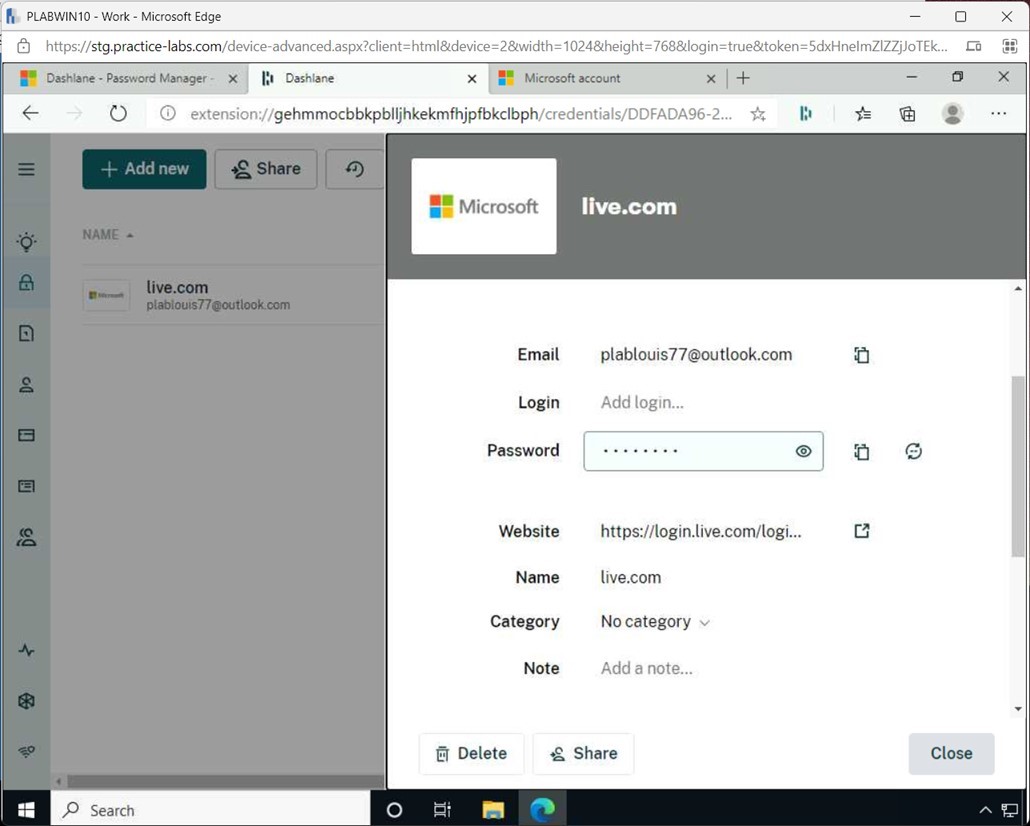 PLABWIN10 - Work - Microsoft Edge
https://stg.practice-labs.com/device-advanced.aspx?client=html&device=2&width=1024&height=768&login=true&token=5dxHneImZlZZjJoTEk...
Dashlane - Password Manager -
Dashlane
Microsoft account
extension://gehmmocbbkpblljhkekmfhjpfbkclbph/credentials/DDFADA96-2...
Add new
Share
Microsoft
live.com
NAME
Microsoft
live.com
plablouis77@outlook.com
Email plablouis77@outlook.com
Login Add login...
Password ········
Website https://login.live.com/logi...
Name live.com
Category No category
Note Add a note...
Delete
Share
Close
Search